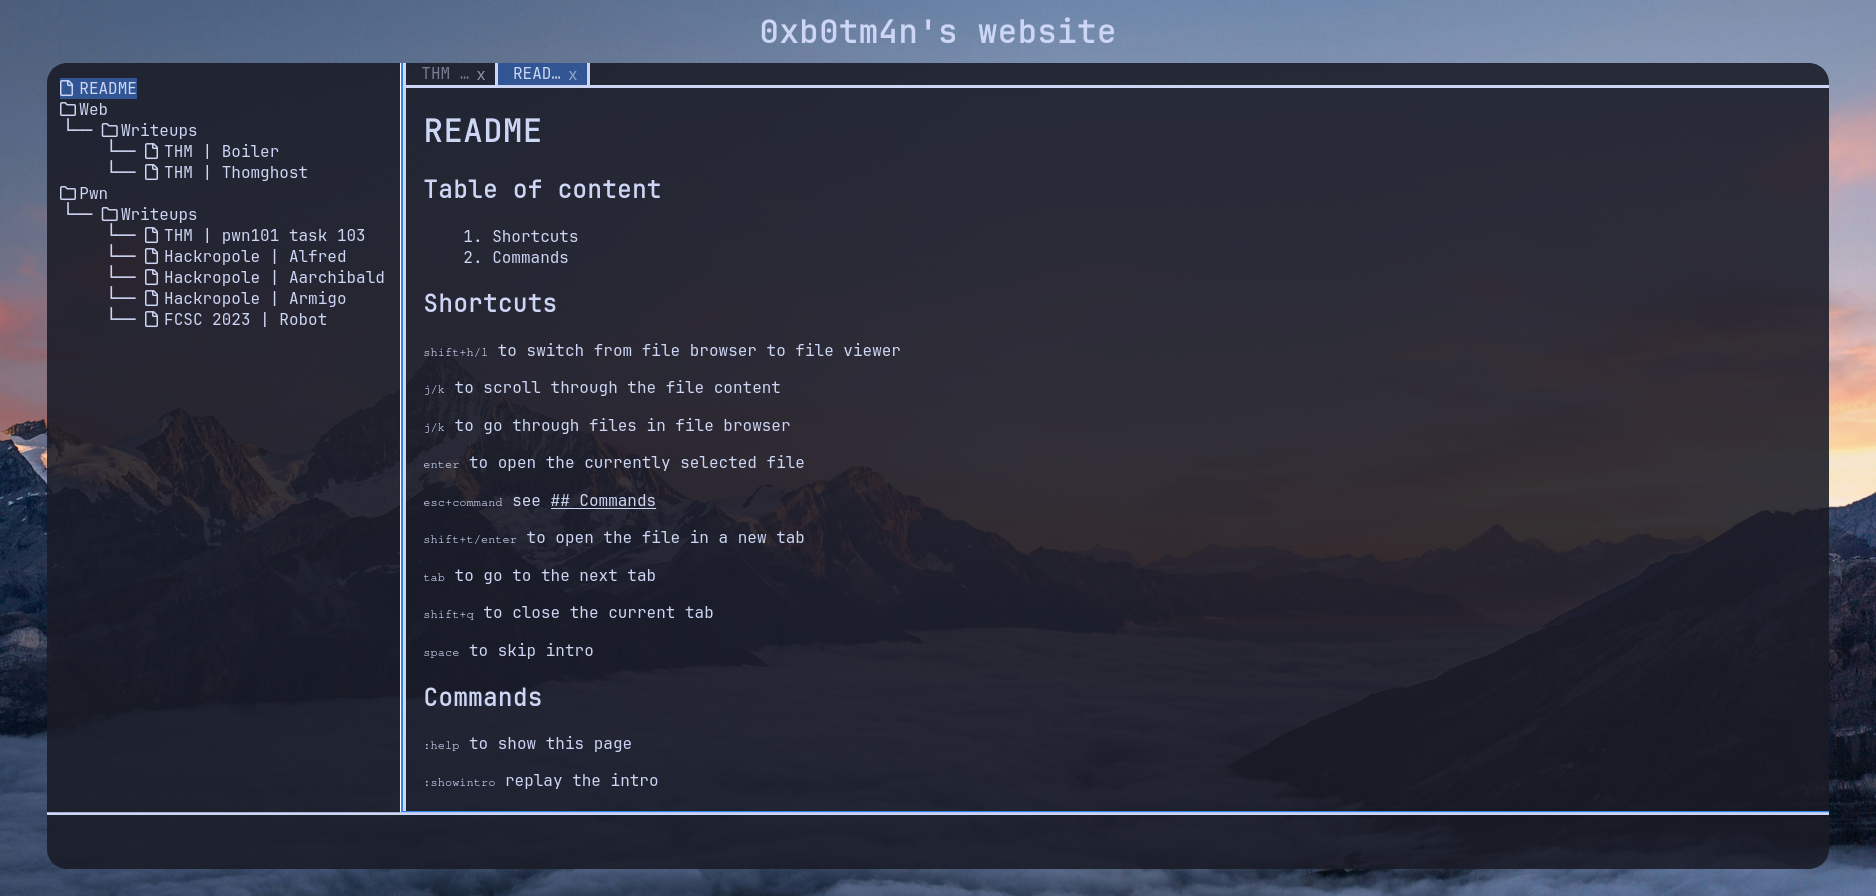 0xb0tm4n's website
README
Web
Writeups
THM | Boiler
THM | Thomghost
Pwn
Writeups
THM | pwn101 task 103
Hackropole | Alfred
Hackropole | Aarchibald
Hackropole | Armigo
FCSC 2023 | Robot
THM … x READ… x
README
Table of content
1. Shortcuts
2. Commands
Shortcuts
shift+h/l to switch from file browser to file viewer
j/k to scroll through the file content
j/k to go through files in file browser
enter to open the currently selected file
esc+command see ## Commands
shift+t/enter to open the file in a new tab
tab to go to the next tab
shift+q to close the current tab
space to skip intro
Commands
:help to show this page
:showintro replay the intro